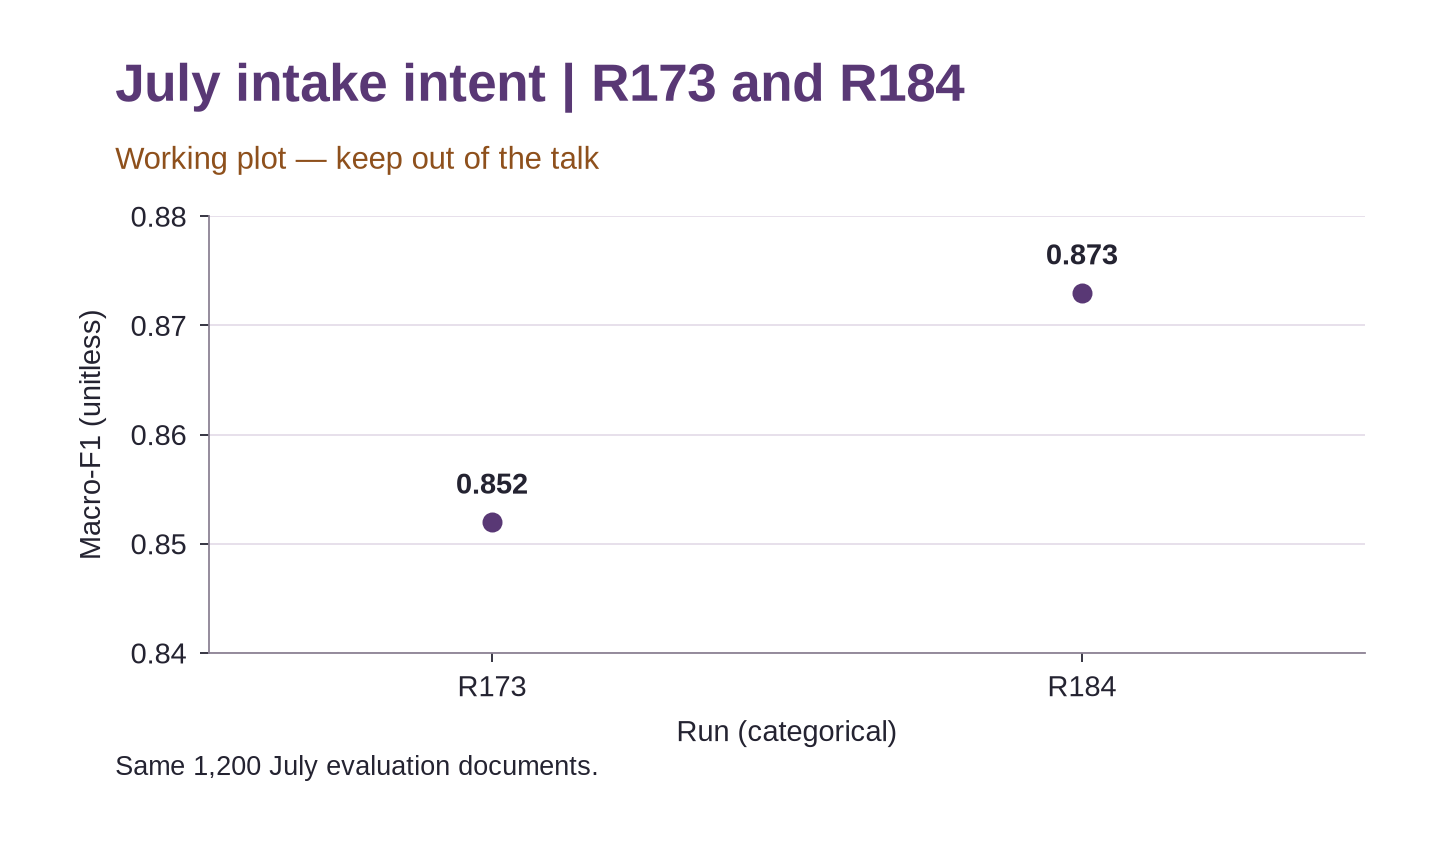 July intake intent | R173 and R184
Working plot — keep out of the talk
0.88
0.87
0.86
0.85
0.84
Macro-F1 (unitless)
0.852
0.873
R173
R184
Run (categorical)
Same 1,200 July evaluation documents.